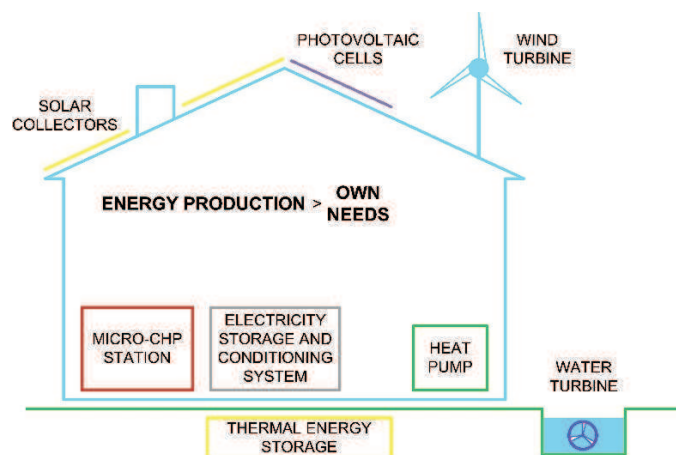 PHOTOVOLTAIC
CELLS
WIND
TURBINE
SOLAR
COLLECTORS
ENERGY PRODUCTION > OWN
NEEDS
MICRO-CHP
STATION
ELECTRICITY
STORAGE AND
CONDITIONING
SYSTEM
HEAT
PUMP
WATER
TURBINE
THERMAL ENERGY
STORAGE